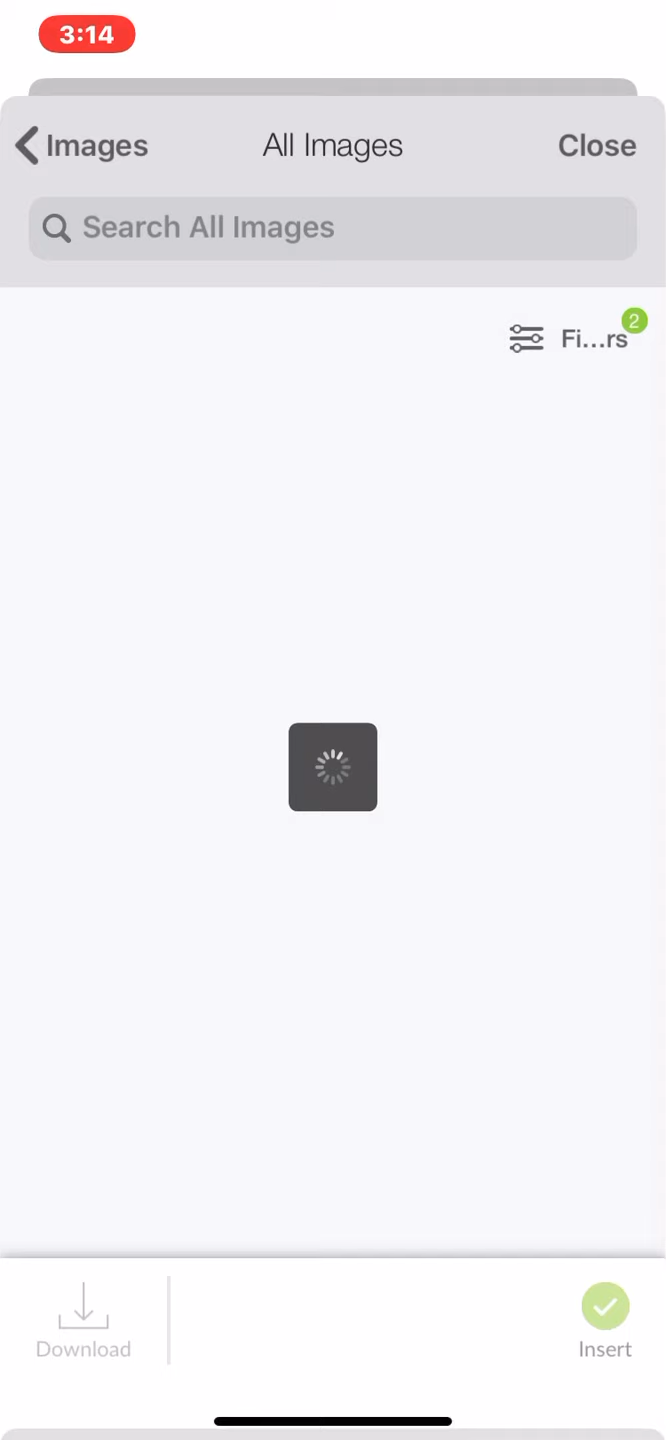 3:14
Images
All Images
Close
Search All Images
Fi...rs
2
Download
Insert